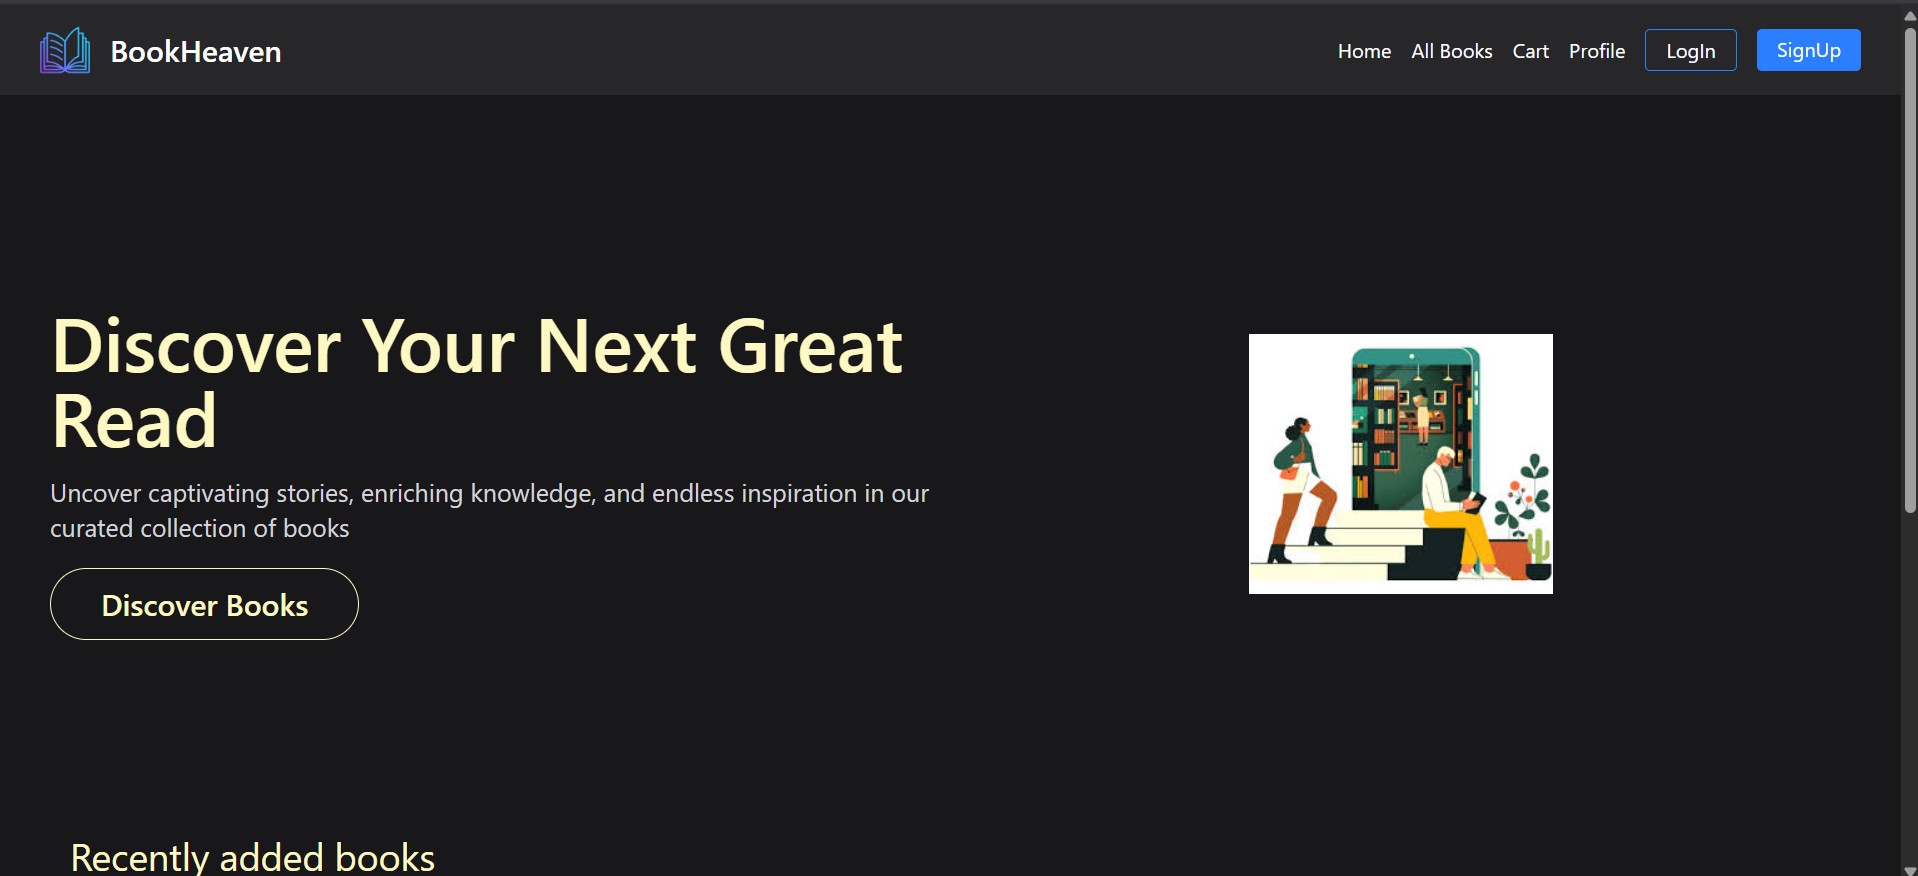 BookHeaven
Home All Books Cart Profile LogIn SignUp
Discover Your Next Great
Read
Uncover captivating stories, enriching knowledge, and endless inspiration in our
curated collection of books
Discover Books
Recently added books